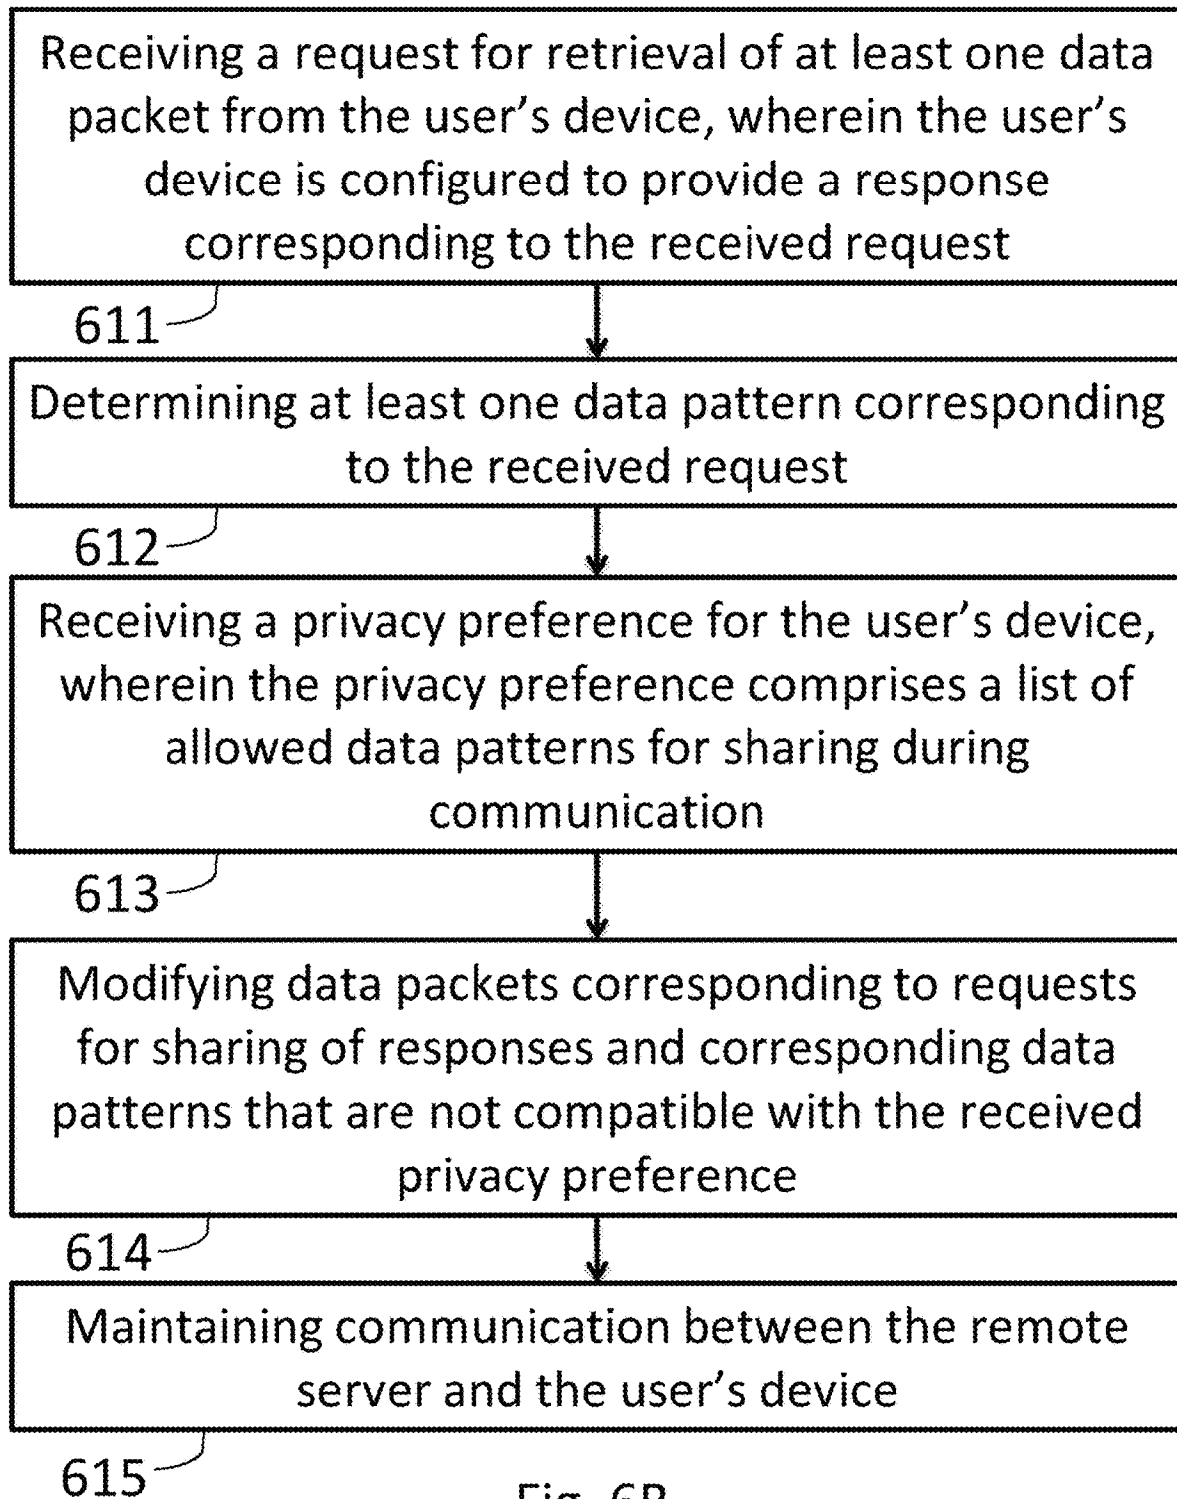 Receiving a request for retrieval of at least one data
packet from the user's device, wherein the user's
device is configured to provide a response
corresponding to the received request
611
Determining at least one data pattern corresponding
to the received request
612
Receiving a privacy preference for the user's device,
wherein the privacy preference comprises a list of
allowed data patterns for sharing during
communication
613
Modifying data packets corresponding to requests
for sharing of responses and corresponding data
patterns that are not compatible with the received
privacy preference
614
Maintaining communication between the remote
server and the user's device
615
Fig. 6B